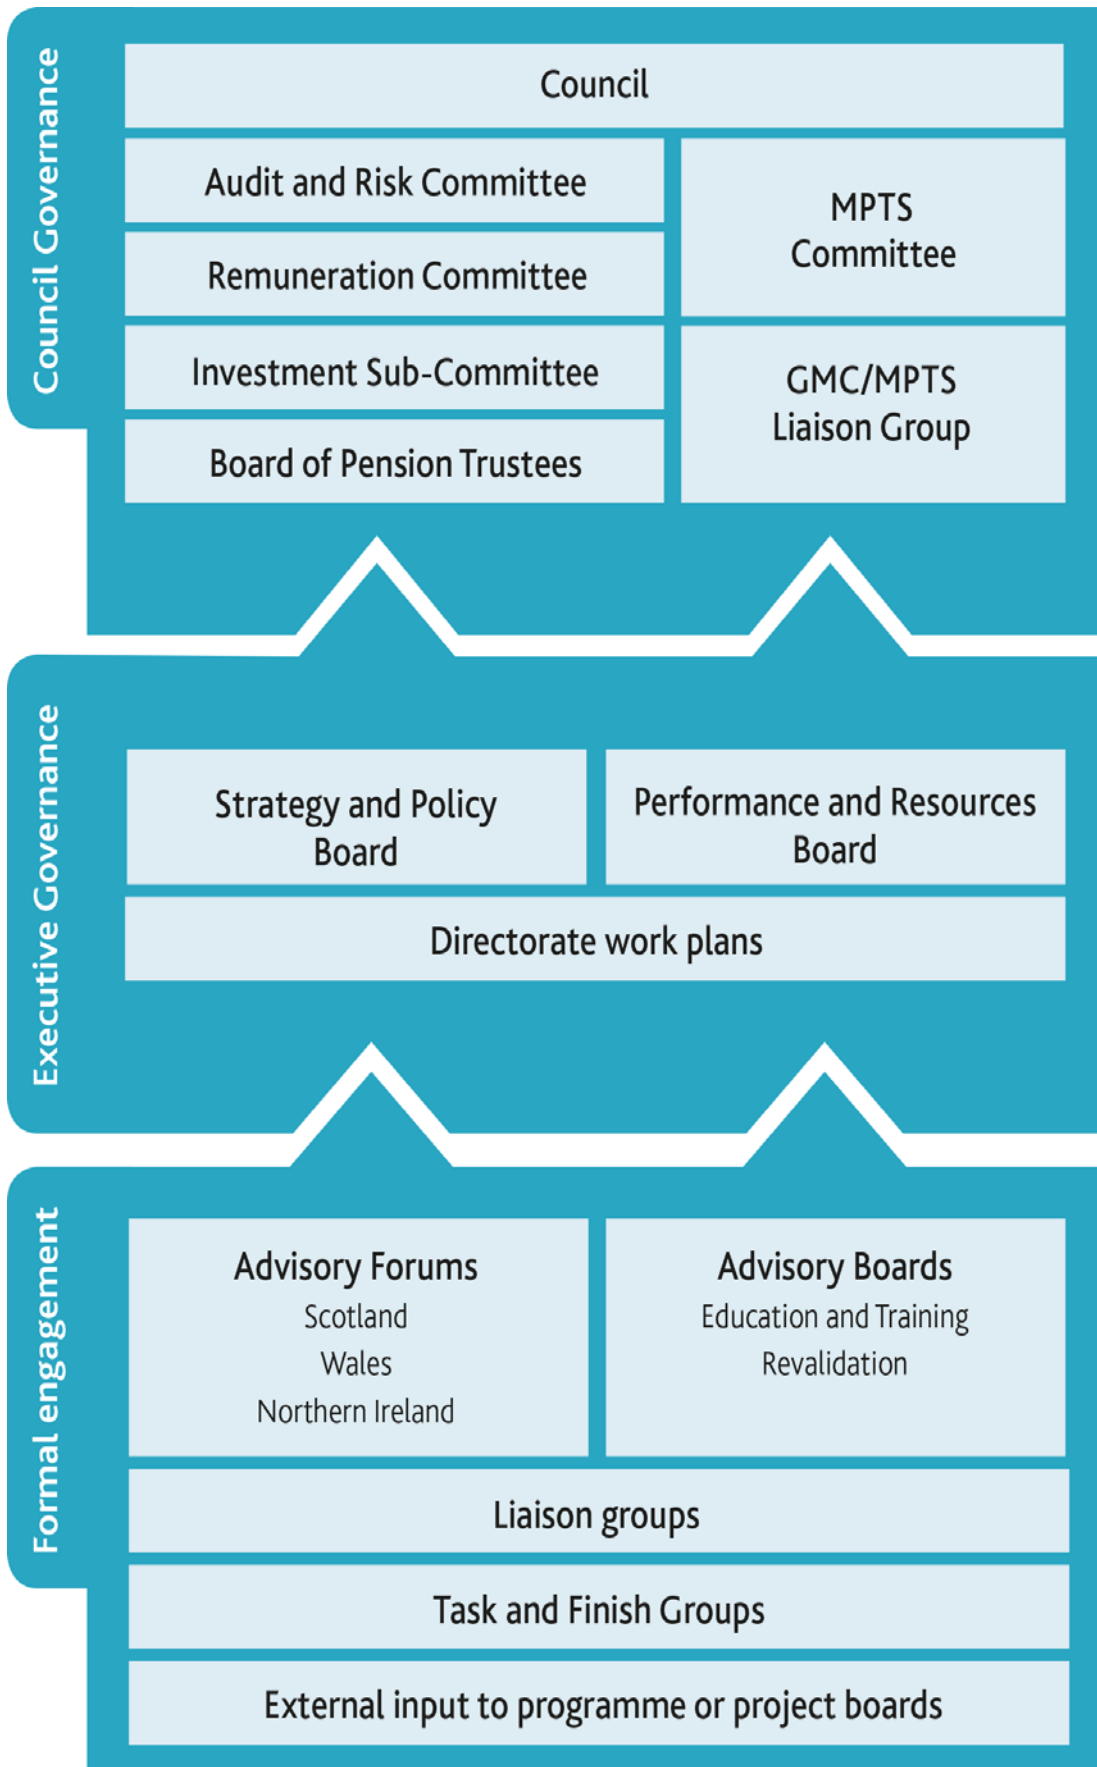 Council Governance
Council
Audit and Risk Committee
Remuneration Committee
Investment Sub-Committee
Board of Pension Trustees
MPTS
Committee
GMC/MPTS
Liaison Group
Executive Governance
Strategy and Policy
Board
Performance and Resources
Board
Directorate work plans
Formal engagement
Advisory Forums
Scotland
Wales
Northern Ireland
Advisory Boards
Education and Training
Revalidation
Liaison groups
Task and Finish Groups
External input to programme or project boards